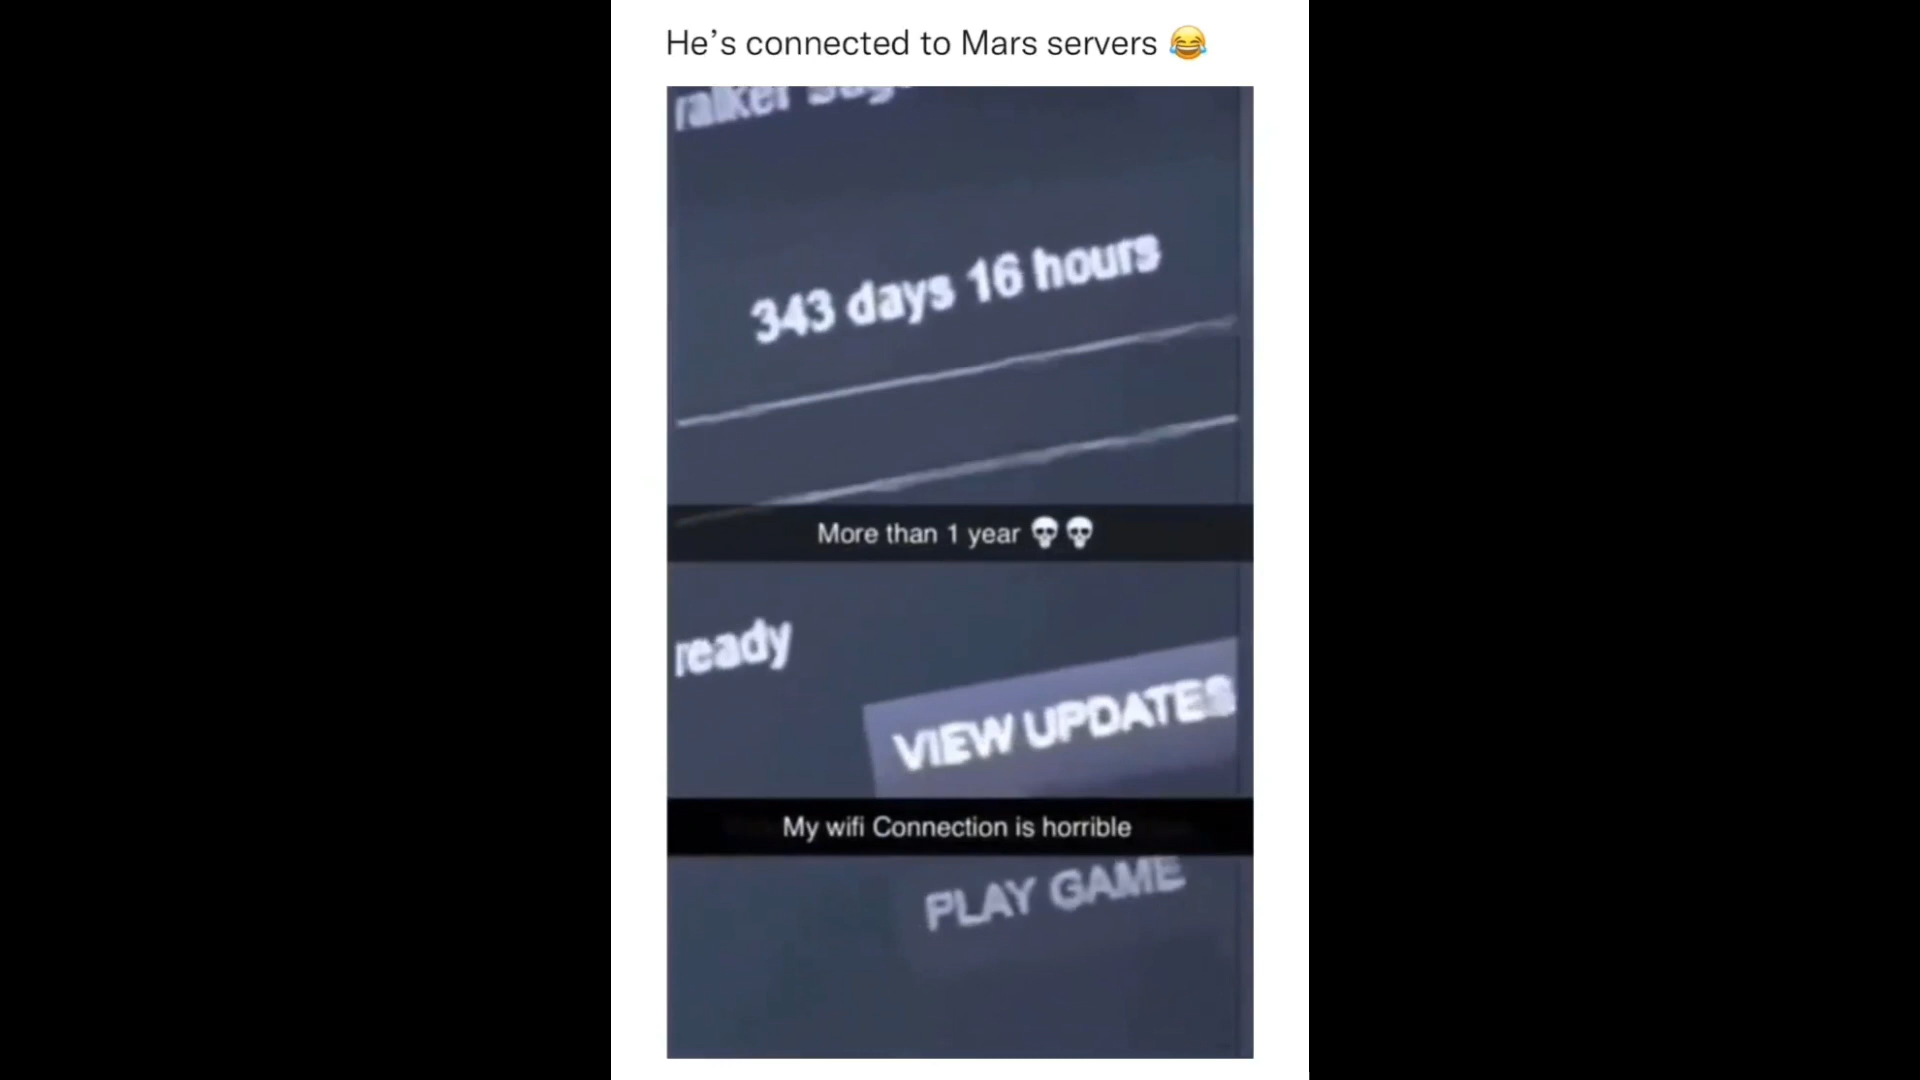 He’s connected to Mars servers 😂
343 days 16 hours
More than 1 year 💀💀
ready
VIEW UPDATES
My wifi Connection is horrible
PLAY GAME